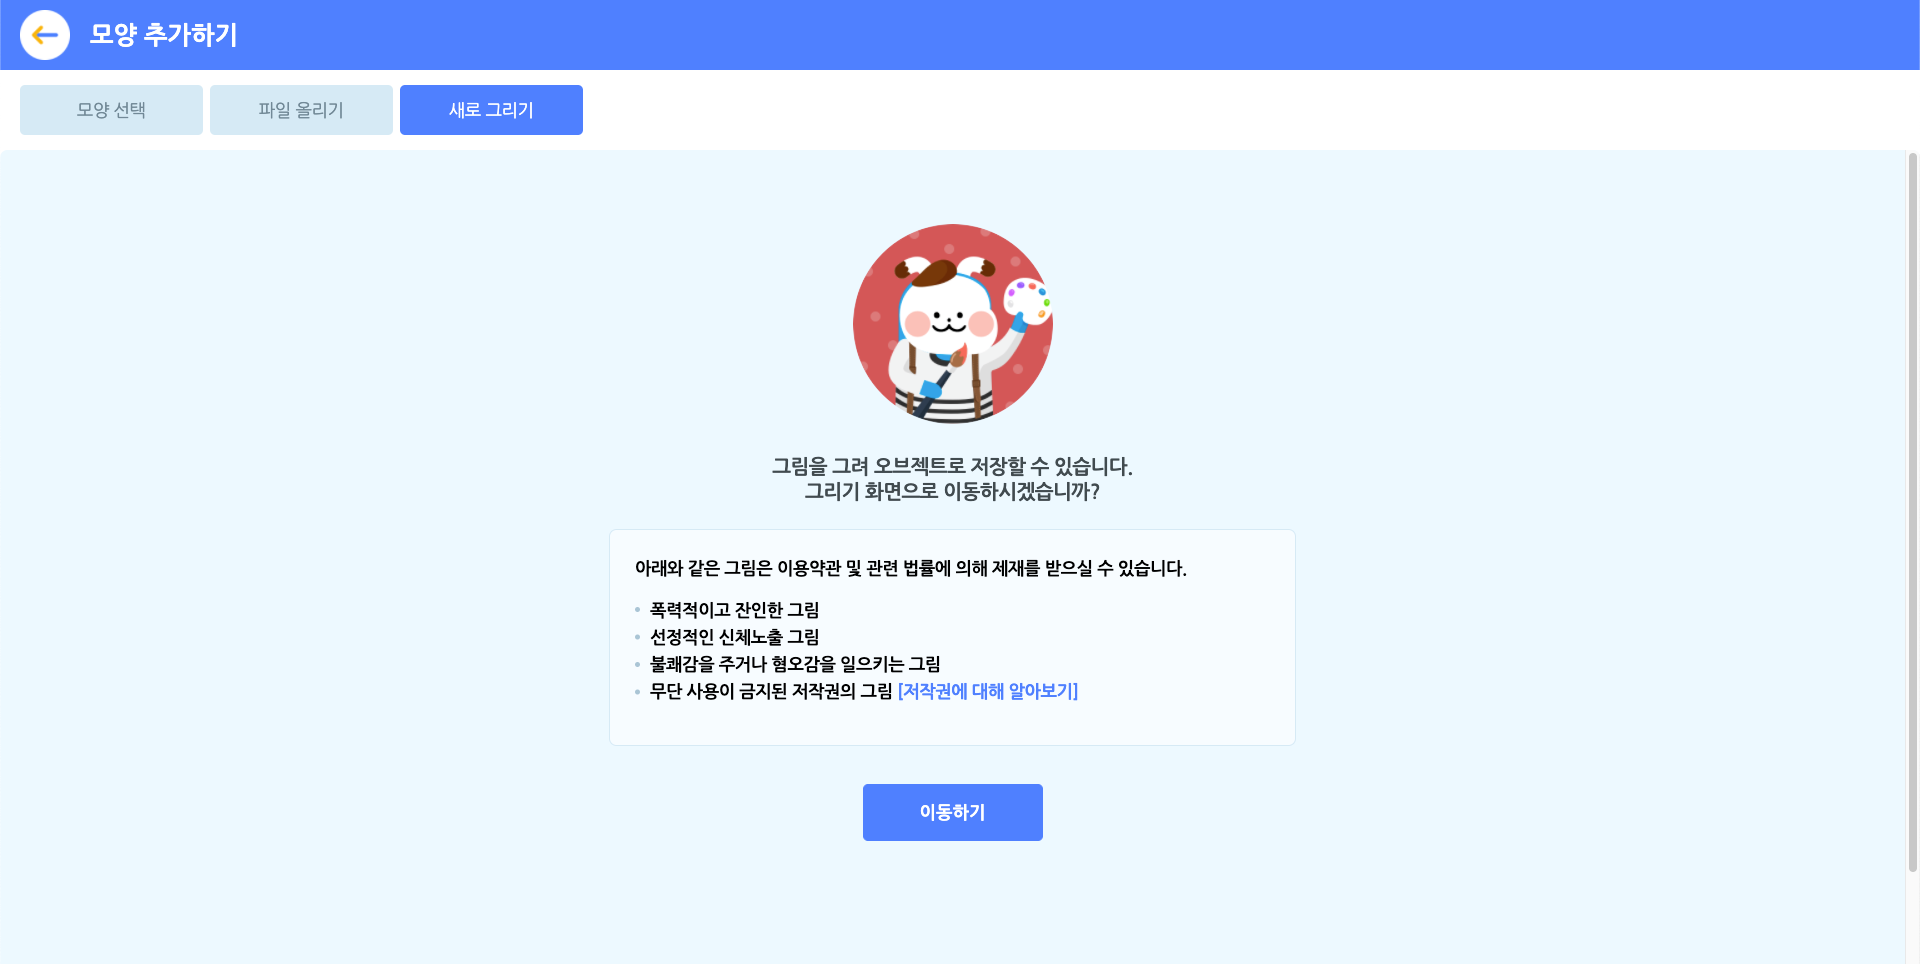 모양 추가하기
모양 선택
파일 올리기
새로 그리기
그림을 그려 오브젝트로 저장할 수 있습니다.
그리기 화면으로 이동하시겠습니까?
아래와 같은 그림은 이용약관 및 관련 법률에 의해 제재를 받으실 수 있습니다.
• 폭력적이고 잔인한 그림
• 선정적인 신체노출 그림
• 불쾌감을 주거나 혐오감을 일으키는 그림
• 무단 사용이 금지된 저작권의 그림 [저작권에 대해 알아보기]
이동하기